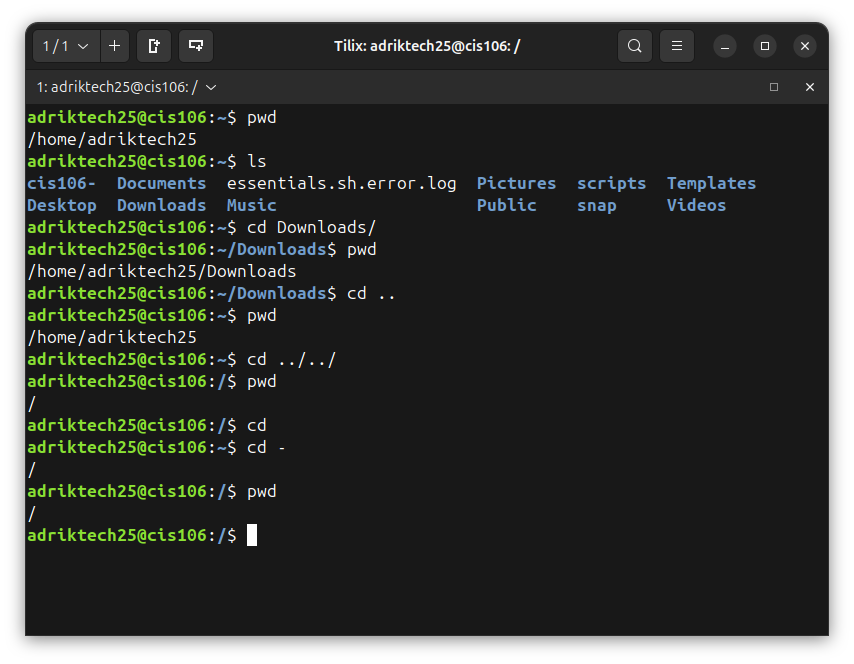 1 / 1
Tilix: adriktech25@cis106: /
1: adriktech25@cis106: /
adriktech25@cis106:~$ pwd
/home/adriktech25
adriktech25@cis106:~$ ls
cis106-  Documents  essentials.sh.error.log  Pictures  scripts  Templates
Desktop  Downloads  Music                    Public    snap     Videos
adriktech25@cis106:~$ cd Downloads/
adriktech25@cis106:~/Downloads$ pwd
/home/adriktech25/Downloads
adriktech25@cis106:~/Downloads$ cd ..
adriktech25@cis106:~$ pwd
/home/adriktech25
adriktech25@cis106:~$ cd ../../
adriktech25@cis106:/$ pwd
/
adriktech25@cis106:/$ cd
adriktech25@cis106:~$ cd -
/
adriktech25@cis106:/$ pwd
/
adriktech25@cis106:/$